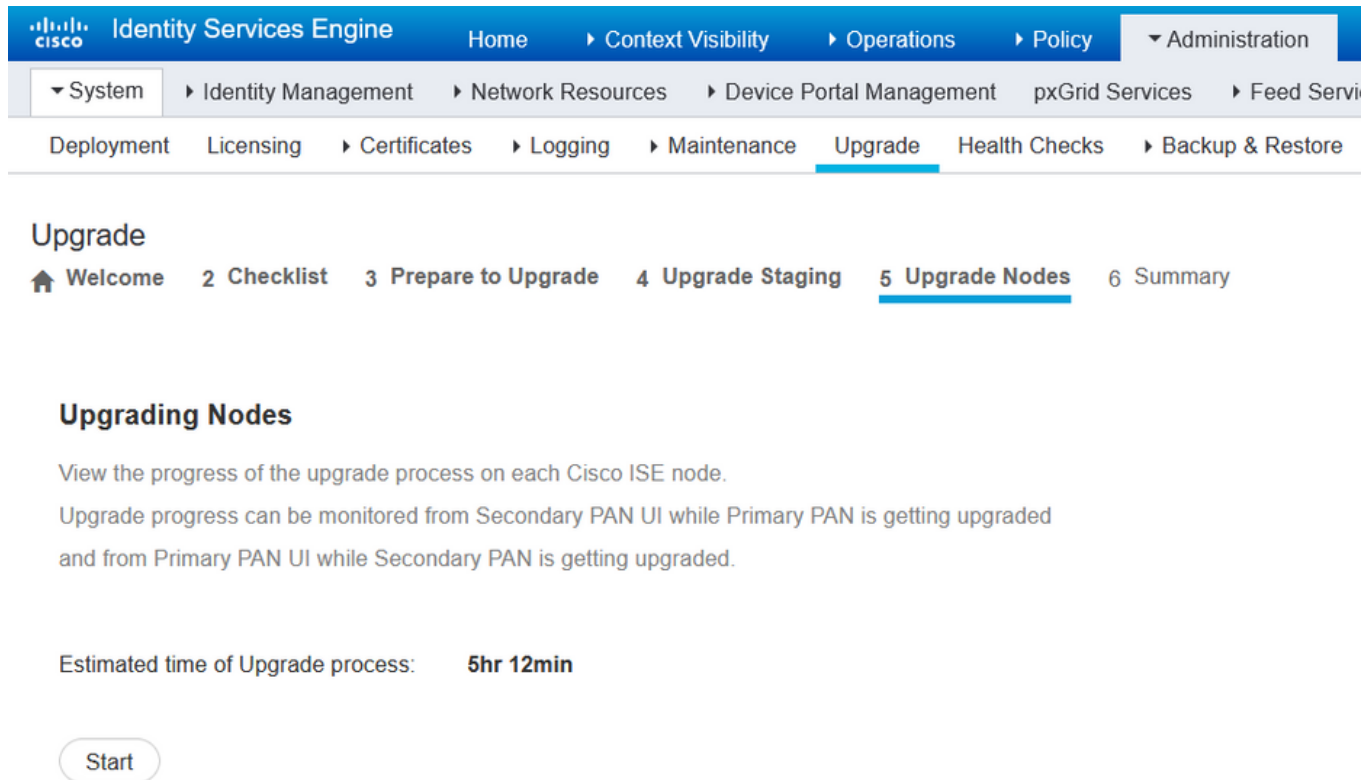 cisco Identity Services Engine Home Context Visibility Operations Policy Administration
System Identity Management Network Resources Device Portal Management pxGrid Services Feed
Deployment Licensing Certificates Logging Maintenance Upgrade Health Checks Backup & Restore
Upgrade
Welcome 2 Checklist 3 Prepare to Upgrade 4 Upgrade Staging 5 Upgrade Nodes 6 Summary
Upgrading Nodes
View the progress of the upgrade process on each Cisco ISE node.
Upgrade progress can be monitored from Secondary PAN UI while Primary PAN is getting upgraded
and from Primary PAN UI while Secondary PAN is getting upgraded.
Estimated time of Upgrade process: 5hr 12min
Start